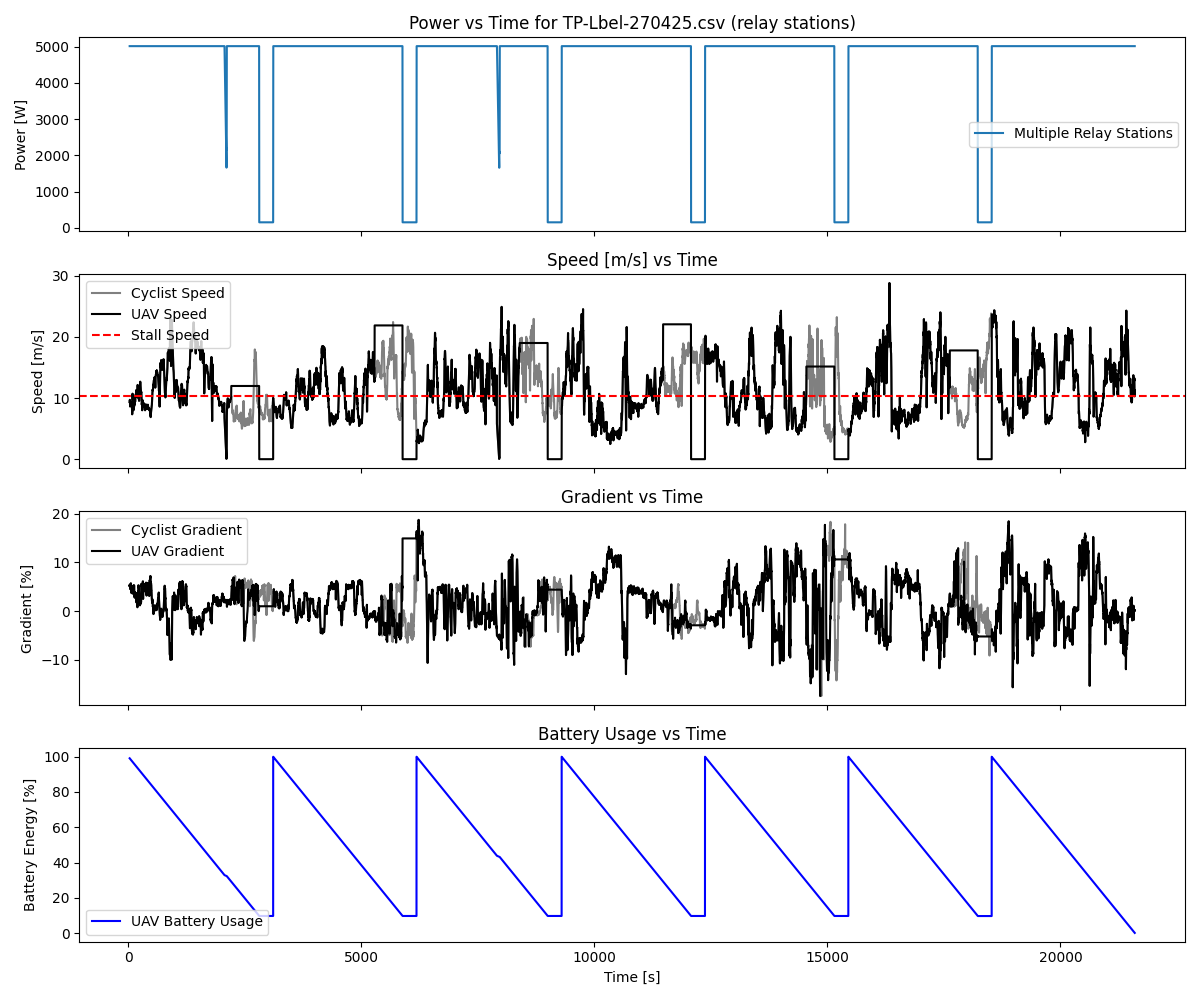 Power vs Time for TP-Lbel-270425.csv (relay stations)
5000
4000
3000
2000
1000
0
Power [W]
Multiple Relay Stations
Speed [m/s] vs Time
30
20
10
0
Speed [m/s]
Cyclist Speed
UAV Speed
Stall Speed
Gradient vs Time
20
10
0
−10
Gradient [%]
Cyclist Gradient
UAV Gradient
Battery Usage vs Time
100
80
60
40
20
0
Battery Energy [%]
UAV Battery Usage
0 5000 10000 15000 20000
Time [s]